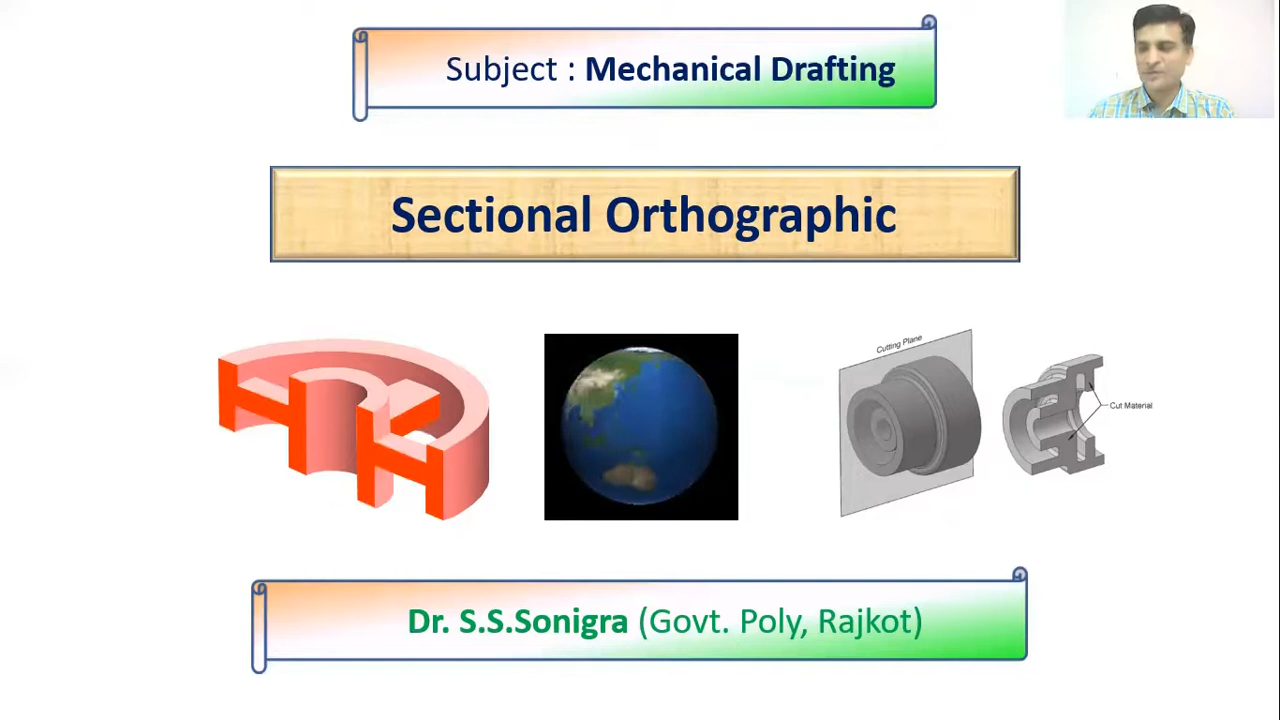 Subject : Mechanical Drafting
Sectional Orthographic
Cutting Plane
Cut Material
Dr. S.S.Sonigra (Govt. Poly, Rajkot)